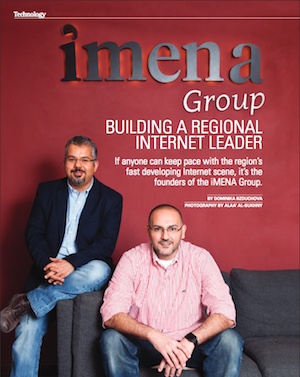 Technology
imena
Group
BUILDING A REGIONAL
INTERNET LEADER
If anyone can keep pace with the region's
fast developing Internet scene, it's the
founders of the iMENA Group.
BY DOMINIKA BZDUCHOVA
PHOTOGRAPHY BY ALAA' AL-SUKHNY